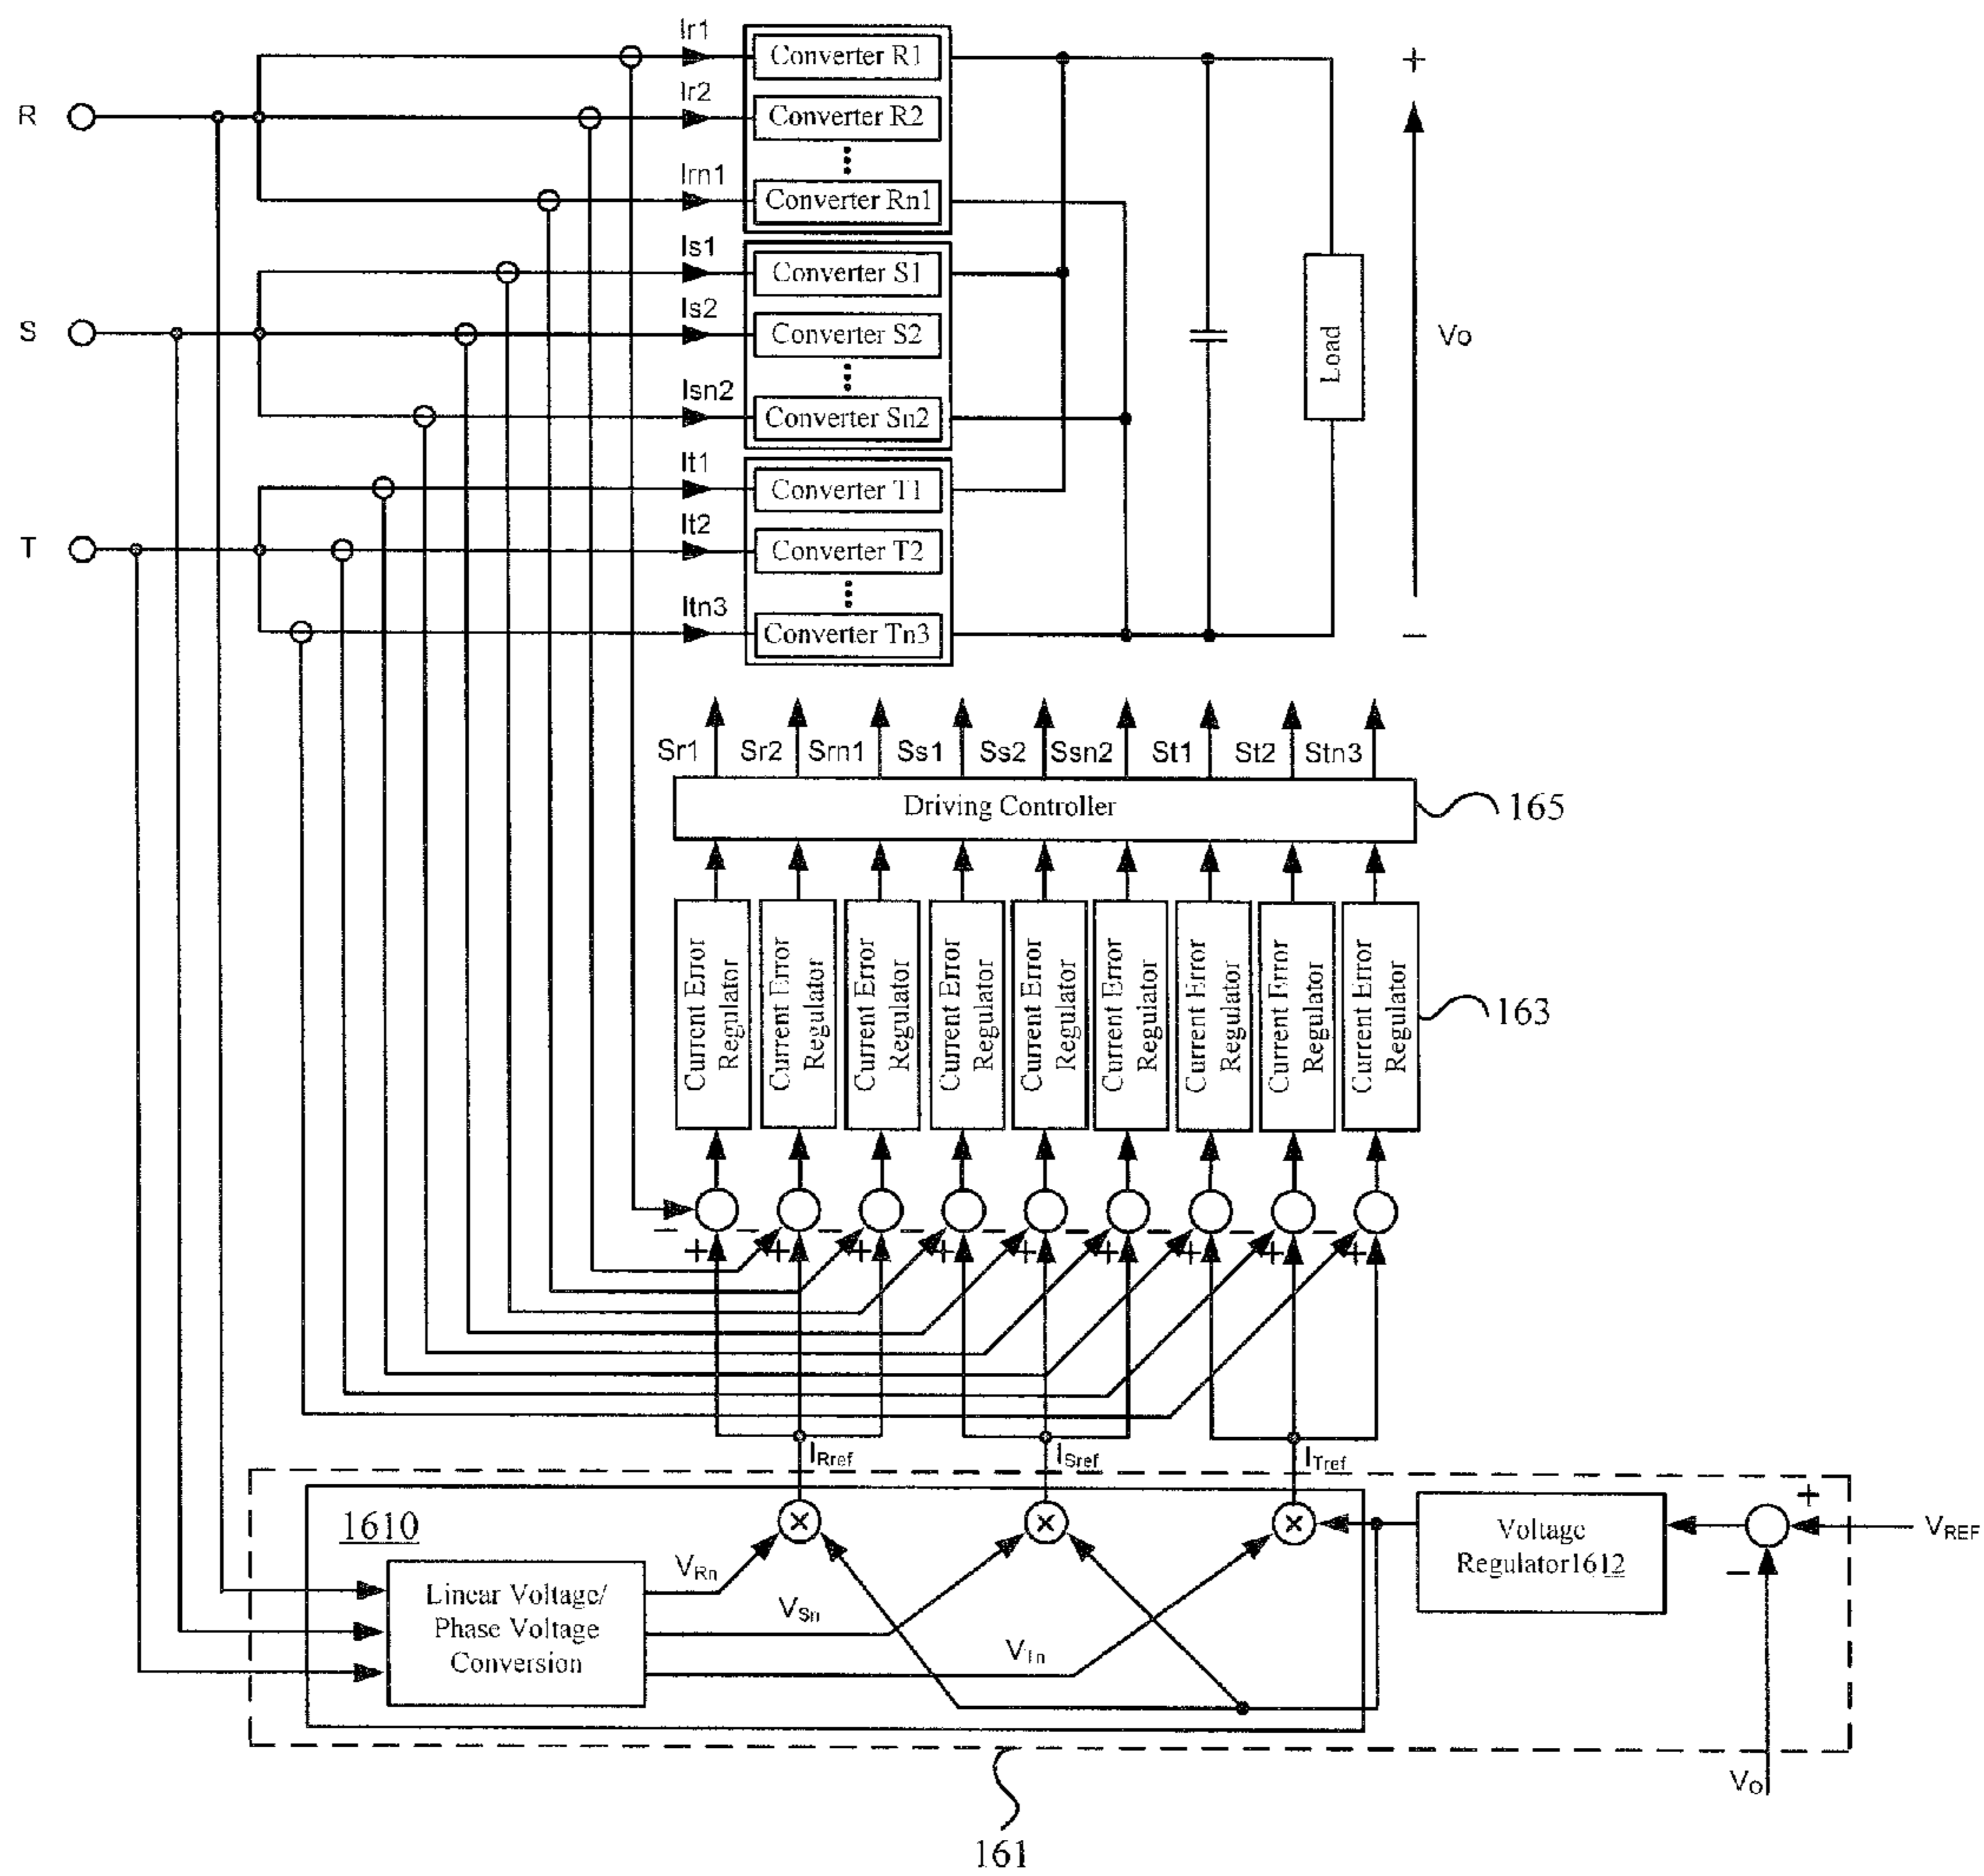 Ir1
Converter R1
+
R
Ir2
Converter R2
Irn1
Converter Rn1
Is1
Converter S1
S
Is2
Converter S2
Load
Vo
Isn2
Converter Sn2
It1
Converter T1
T
It2
Converter T2
Itn3
Converter Tn3
−
Sr1
Sr2
Srn1
Ss1
Ss2
Ssn2
St1
St2
Stn3
Driving Controller
165
Current Error
Regulator
Current Error
Regulator
Current Error
Regulator
Current Error
Regulator
Current Error
Regulator
Current Error
Regulator
Current Error
Regulator
Current Error
Regulator
Current Error
Regulator
163
− − − − − − − − −
+ + + + + + + + +
IRref
ISref
ITref
1610
Linear Voltage/
Phase Voltage
Conversion
VRn
VSn
VTn
Voltage
Regulator1612
+
VREF
−
Vo
161